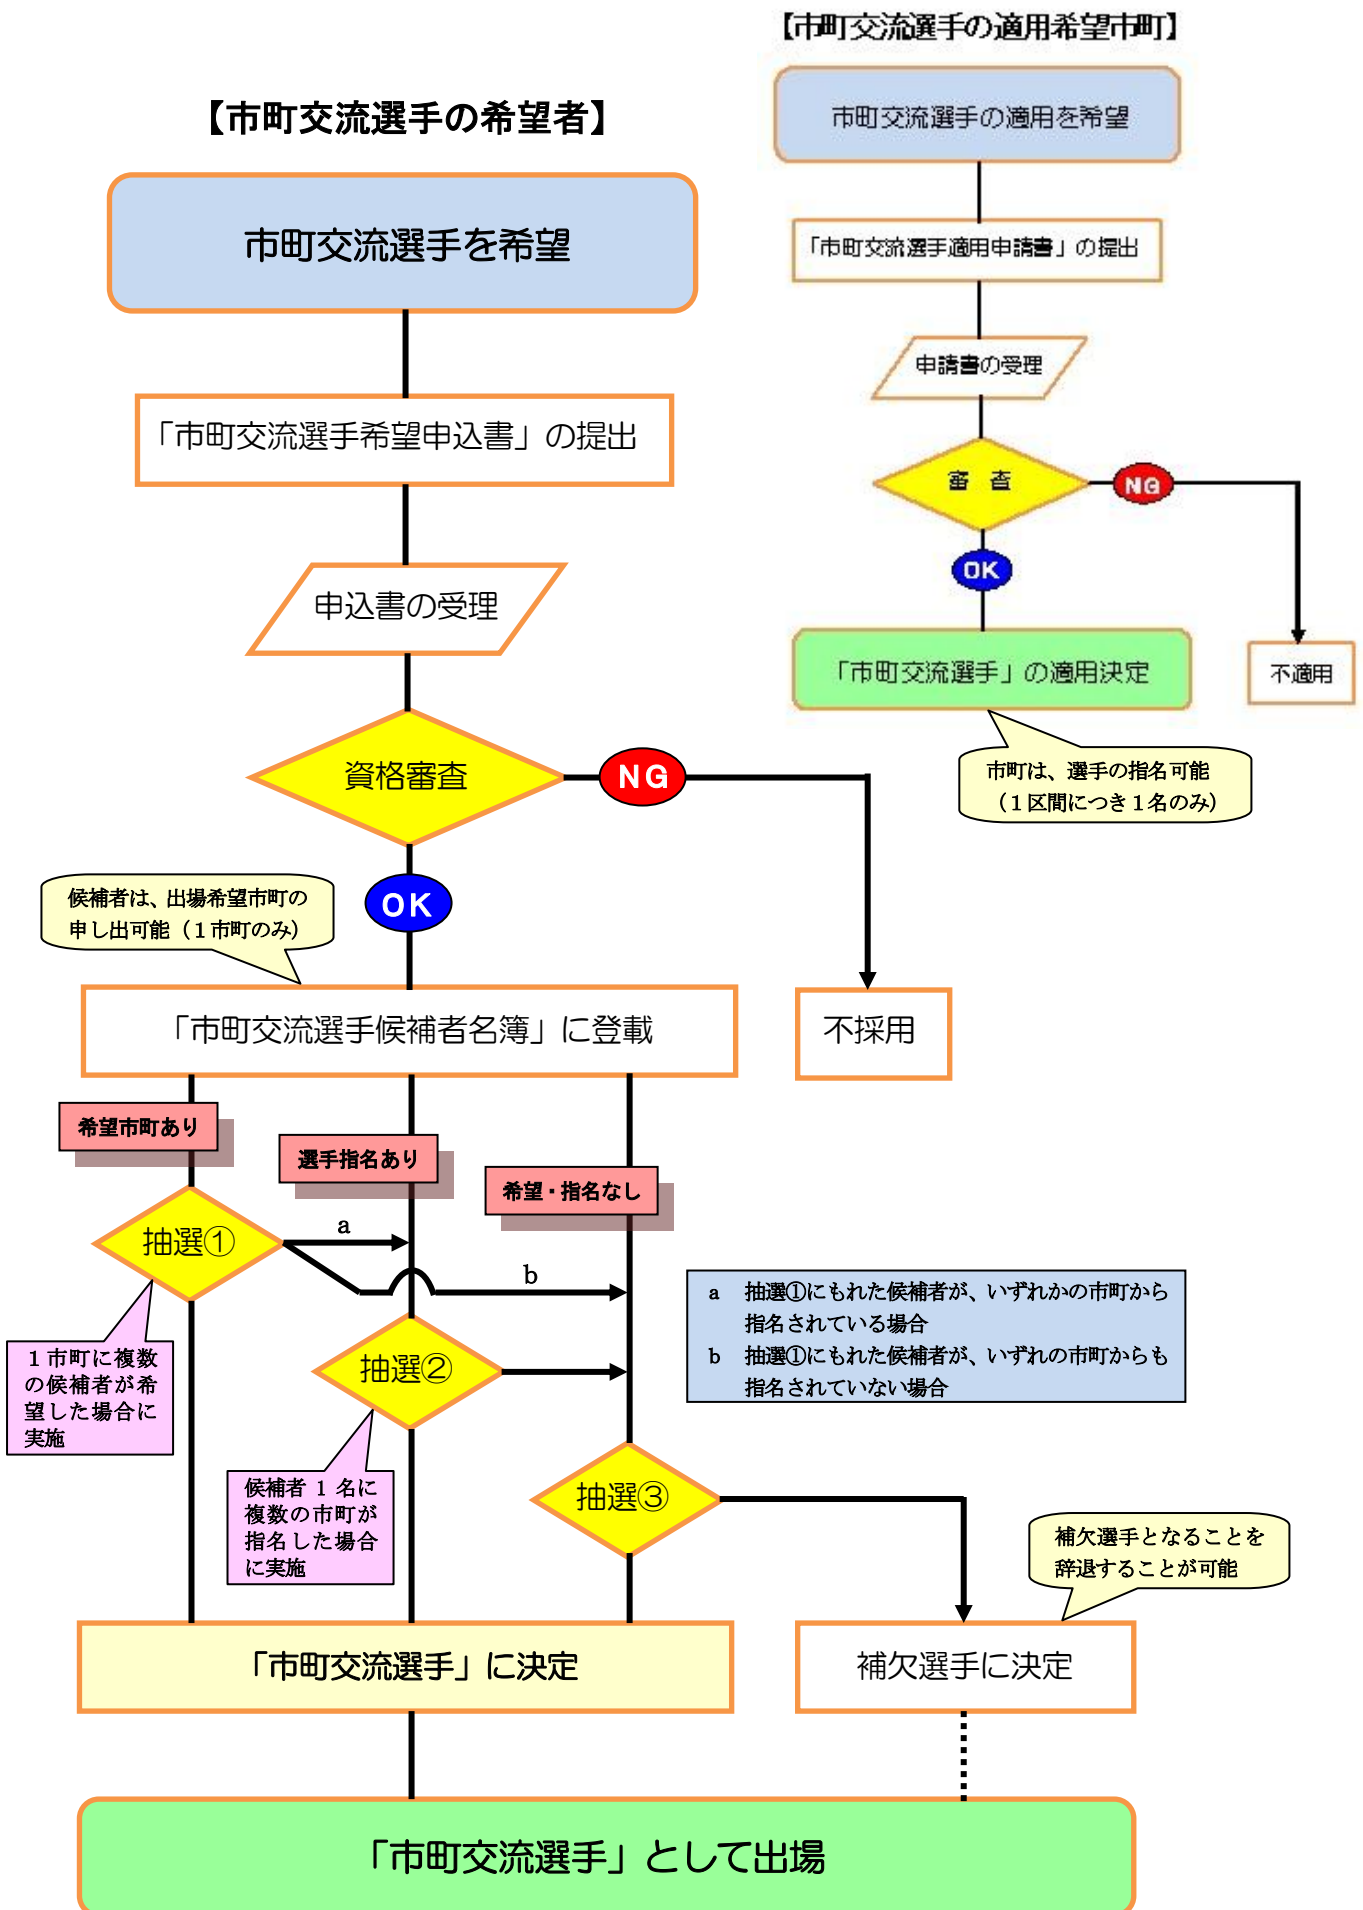 【市町交流選手の適用希望市町】
市町交流選手の適用を希望
「市町交流選手適用申請書」の提出
申請書の受理
審 査
NG
OK
「市町交流選手」の適用決定
不適用
市町は、選手の指名可能
（１区間につき１名のみ）
【市町交流選手の希望者】
市町交流選手を希望
「市町交流選手希望申込書」の提出
申込書の受理
資格審査
NG
OK
候補者は、出場希望市町の
申し出可能（１市町のみ）
「市町交流選手候補者名簿」に登載
不採用
希望市町あり
選手指名あり
希望・指名なし
抽選①
a
b
a 抽選①にもれた候補者が、いずれかの市町から
指名されている場合
b 抽選①にもれた候補者が、いずれの市町からも
指名されていない場合
１市町に複数
の候補者が希
望した場合に
実施
抽選②
候補者 1 名に
複数の市町が
指名した場合
に実施
抽選③
補欠選手となることを
辞退することが可能
「市町交流選手」に決定
補欠選手に決定
「市町交流選手」として出場